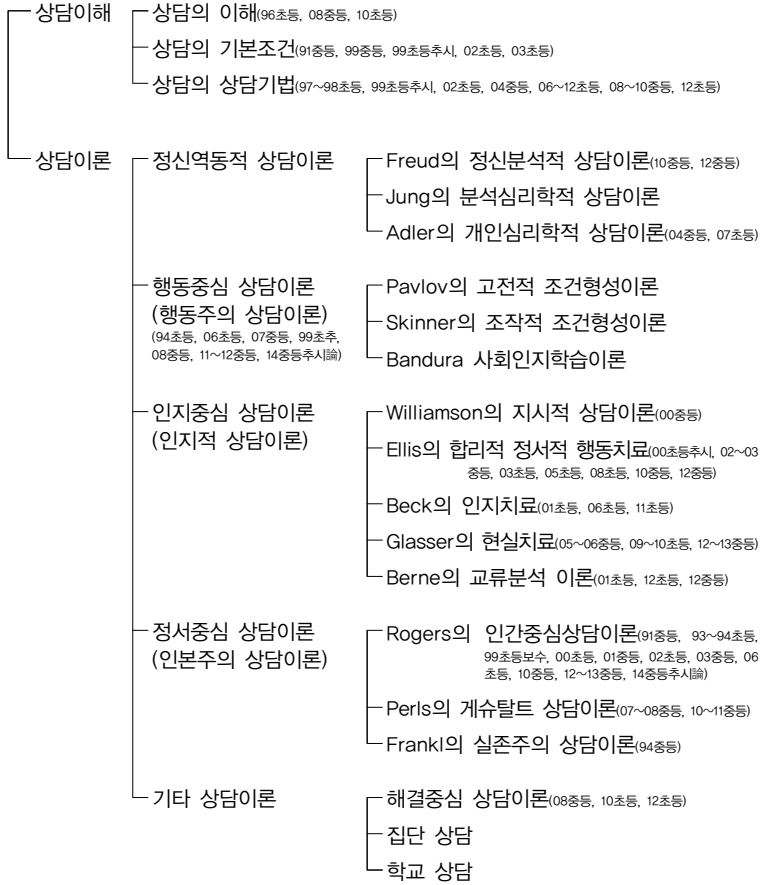 상담이해
상담의 이해(96초등, 08중등, 10초등)
상담의 기본조건(91중등, 99중등, 99초등추시, 02초등, 03초등)
상담의 상담기법(97~98초등, 99초등추시, 02초등, 04중등, 06~12초등, 08~10중등, 12초등)
상담이론
정신역동적 상담이론
Freud의 정신분석적 상담이론(10중등, 12중등)
Jung의 분석심리학적 상담이론
Adler의 개인심리학적 상담이론(04중등, 07초등)
행동중심 상담이론
(행동주의 상담이론)
(94초등, 06초등, 07중등, 99초추,
08중등, 11~12중등, 14중등추시論)
Pavlov의 고전적 조건형성이론
Skinner의 조작적 조건형성이론
Bandura 사회인지학습이론
인지중심 상담이론
(인지적 상담이론)
Williamson의 지시적 상담이론(00중등)
Ellis의 합리적 정서적 행동치료(00초등추시, 02~03
중등, 03초등, 05초등, 08초등, 10중등, 12중등)
Beck의 인지치료(01초등, 06초등, 11초등)
Glasser의 현실치료(05~06중등, 09~10초등, 12~13중등)
Berne의 교류분석 이론(01초등, 12초등, 12중등)
정서중심 상담이론
(인본주의 상담이론)
Rogers의 인간중심상담이론(91중등, 93~94초등,
99초등보수, 00초등, 01중등, 02초등, 03중등, 06
초등, 10중등, 12~13중등, 14중등추시論)
Perls의 게슈탈트 상담이론(07~08중등, 10~11중등)
Frankl의 실존주의 상담이론(94중등)
기타 상담이론
해결중심 상담이론(08중등, 10초등, 12초등)
집단 상담
학교 상담